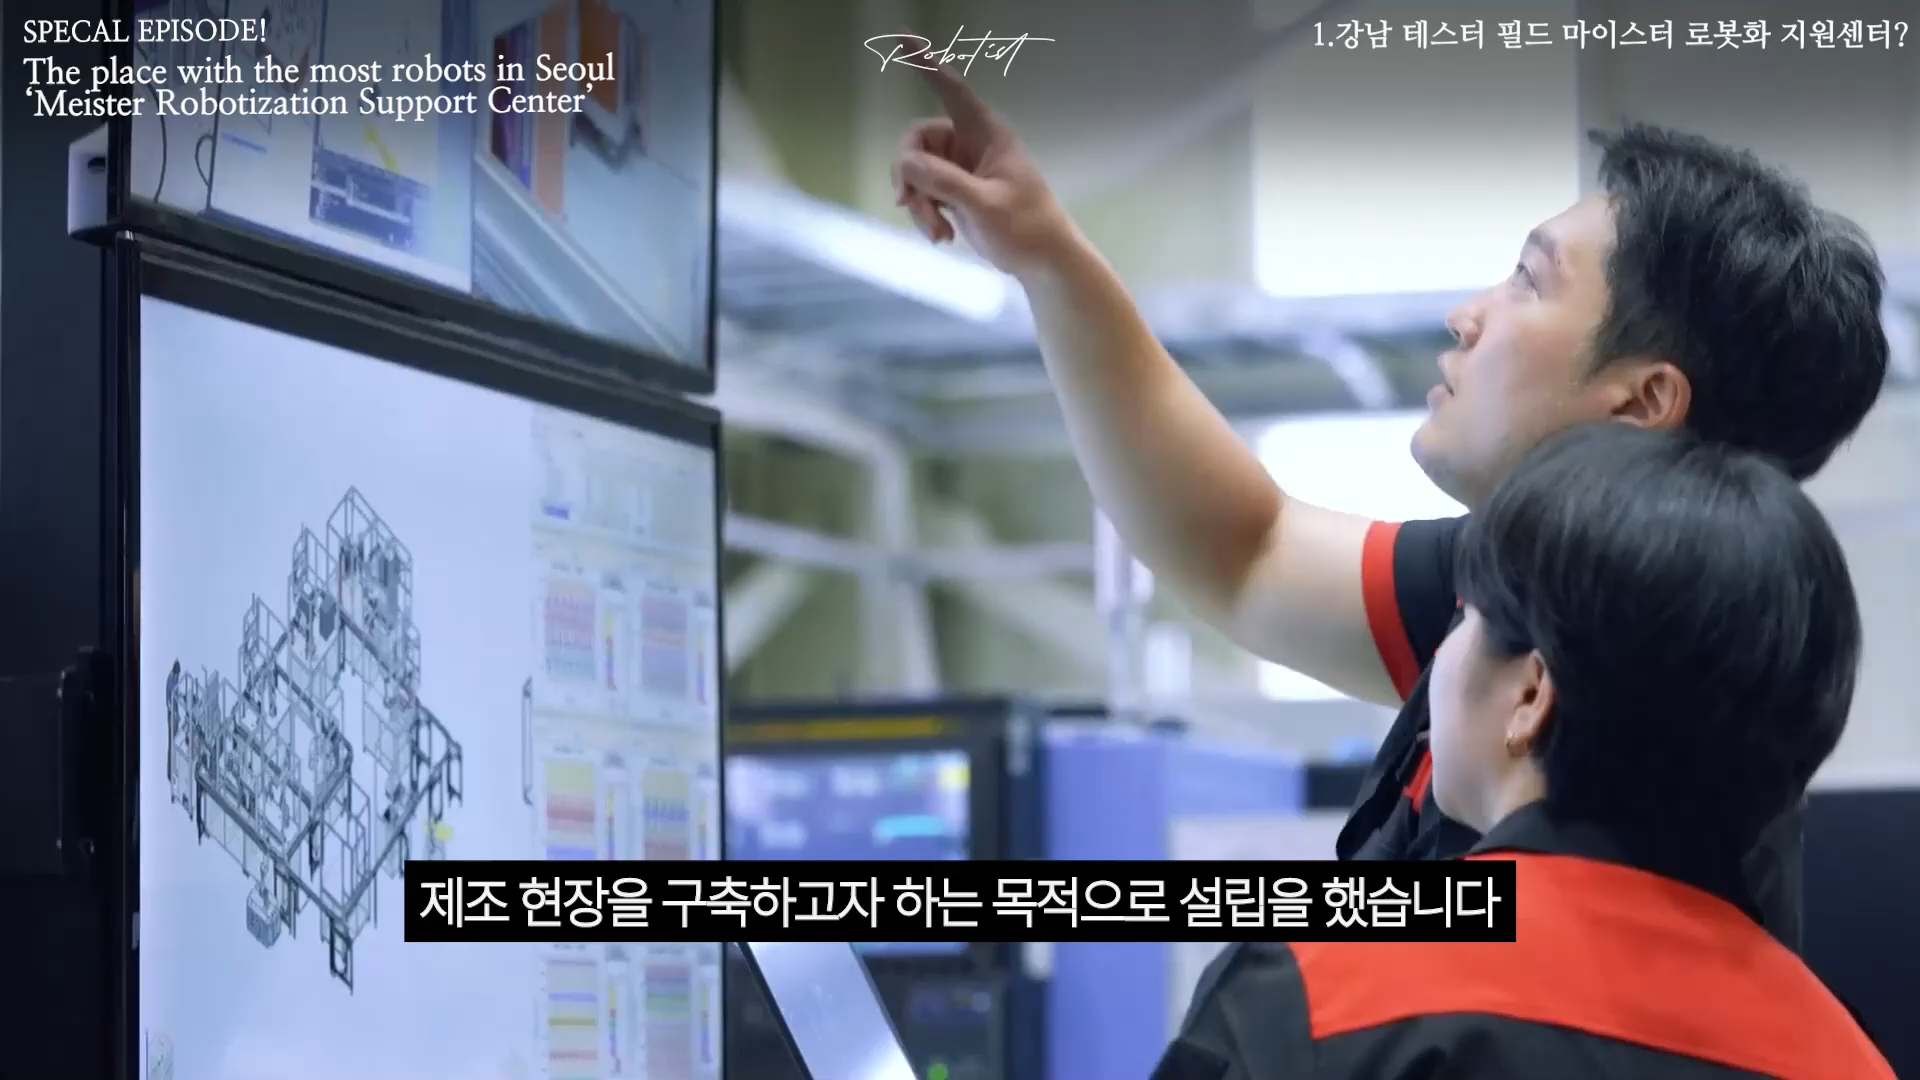 SPECAL EPISODE!
The place with the most robots in Seoul
‘Meister Robotization Support Center’
Robotist
1.강남 테스터 필드 마이스터 로봇화 지원센터?
제조 현장을 구축하고자 하는 목적으로 설립을 했습니다